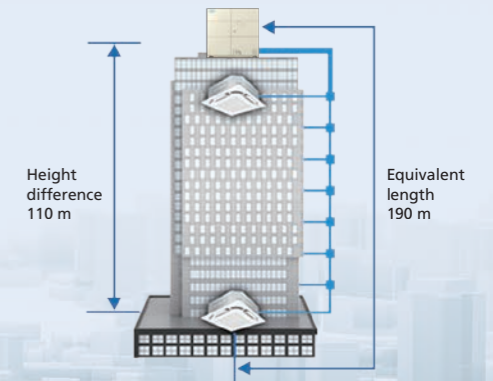 Height
difference
110 m
Equivalent
length
190 m